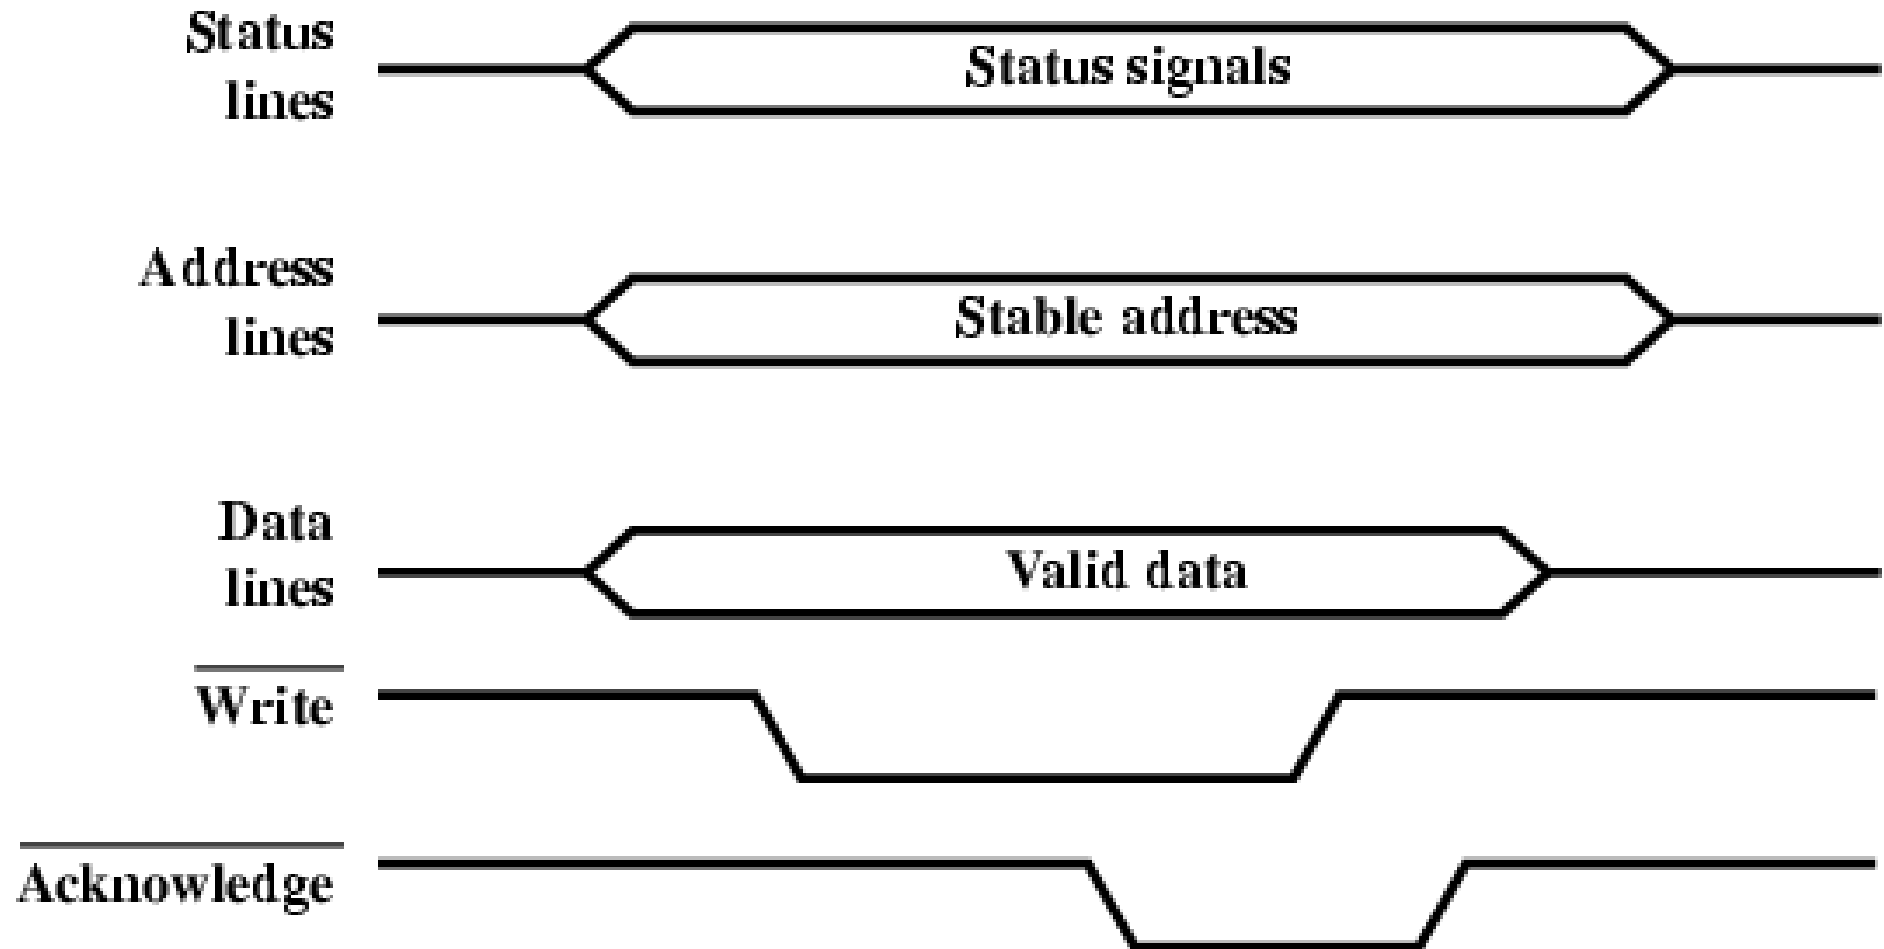 Status
lines
Status signals
Address
lines
Stable address
Data
lines
Valid data
Write
Acknowledge